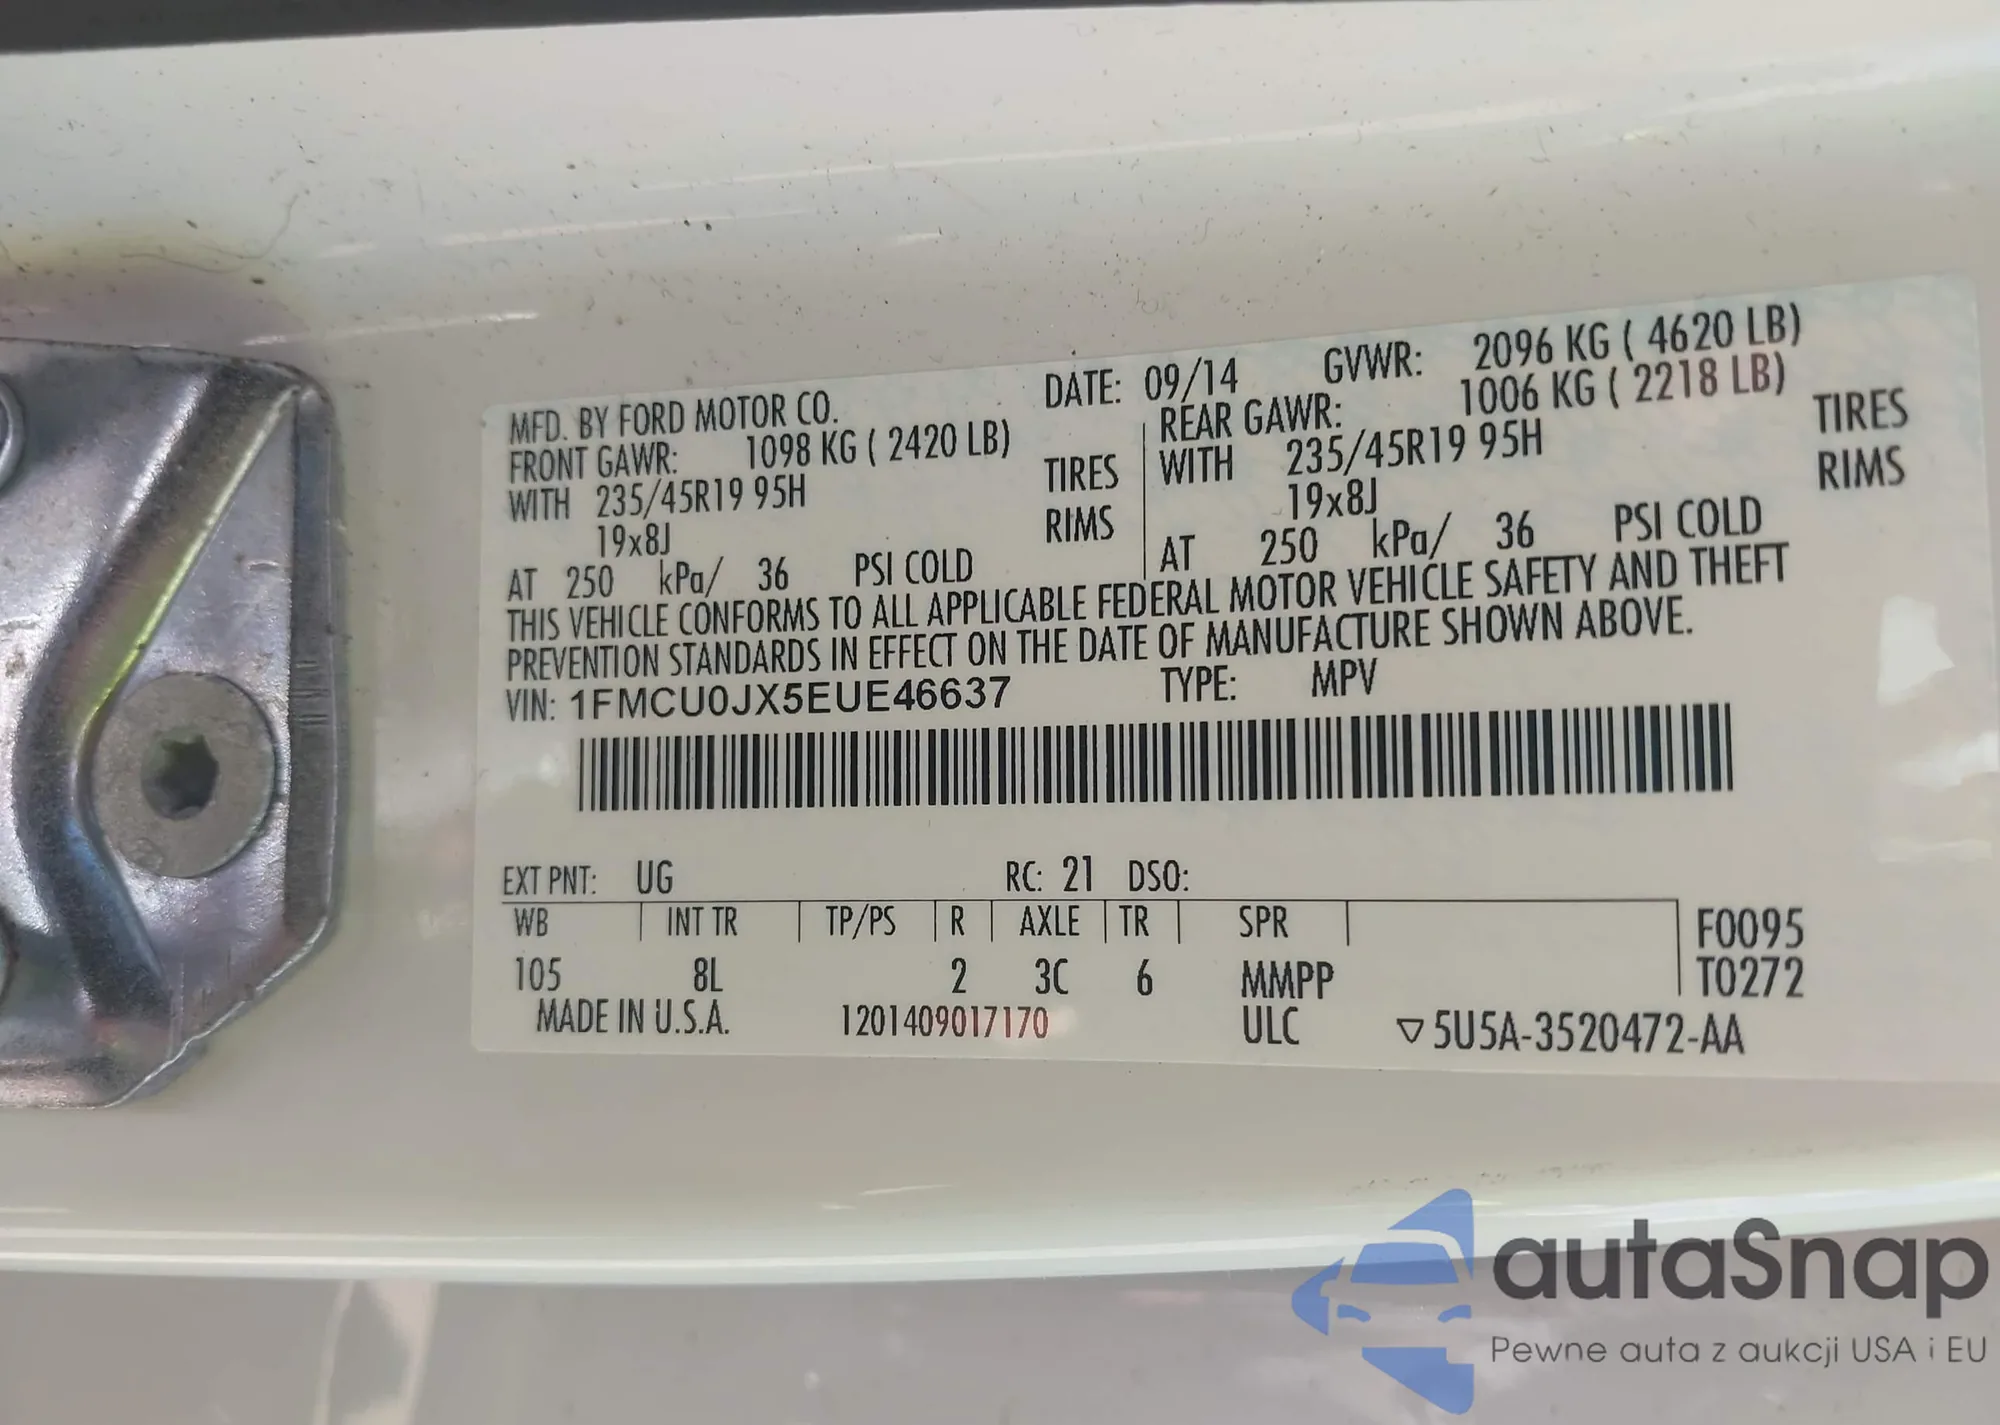 MFD. BY FORD MOTOR CO. DATE: 09/14 GVWR: 2096 KG ( 4620 LB)
FRONT GAWR: 1098 KG ( 2420 LB) REAR GAWR: 1006 KG ( 2218 LB)
WITH 235/45R19 95H TIRES WITH 235/45R19 95H TIRES
19x8J RIMS 19x8J RIMS
AT 250 kPa/ 36 PSI COLD AT 250 kPa/ 36 PSI COLD
THIS VEHICLE CONFORMS TO ALL APPLICABLE FEDERAL MOTOR VEHICLE SAFETY AND THEFT
PREVENTION STANDARDS IN EFFECT ON THE DATE OF MANUFACTURE SHOWN ABOVE.
VIN: 1FMCU0JX5EUE46637 TYPE: MPV
EXT PNT: UG RC: 21 DSO:
WB INT TR TP/PS R AXLE TR SPR F0095
105 8L 2 3C 6 MMPP T0272
MADE IN U.S.A. 1201409017170 ULC ▽5U5A-3520472-AA
autaSnap
Pewne auta z aukcji USA i EU